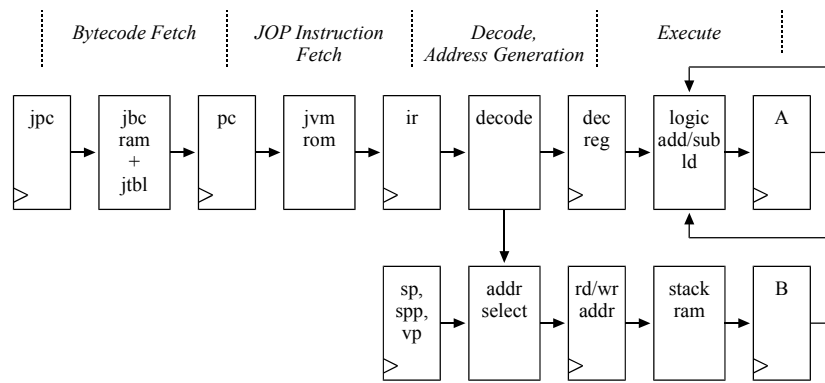 Bytecode Fetch
JOP Instruction
Fetch
Decode,
Address Generation
Execute
jpc
jbc
ram
+
jtbl
pc
jvm
rom
ir
decode
dec
reg
logic
add/sub
ld
A
sp,
spp,
vp
addr
select
rd/wr
addr
stack
ram
B